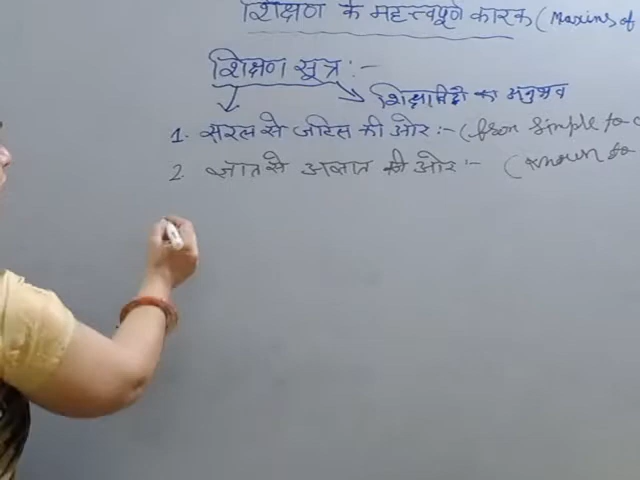 शिक्षण के महत्त्वपूर्ण कारक (Maxims of
शिक्षण सूत्र :-
शिक्षाविदों का अनुभव
1. सरल से जटिल की ओर :- (from simple to c
2. ज्ञात से अज्ञात की ओर :- (known to